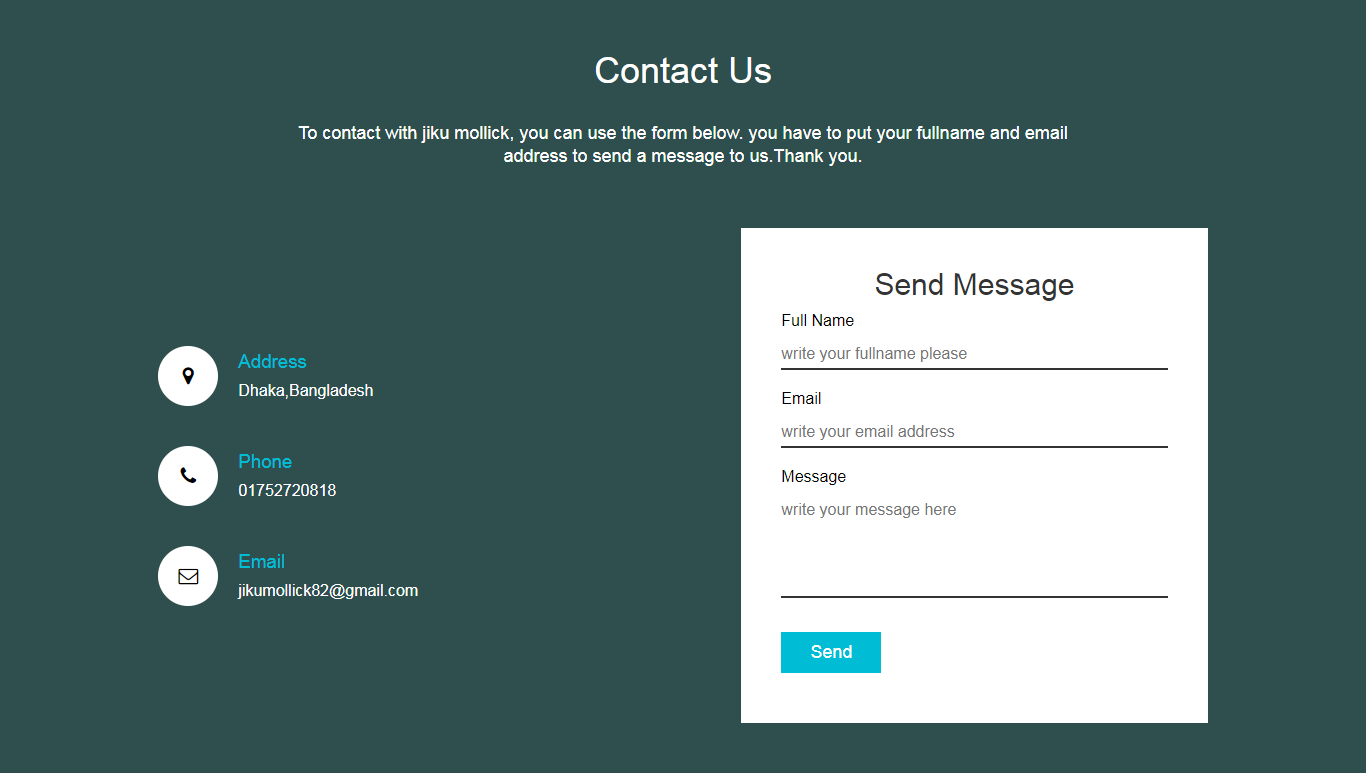 Contact Us
To contact with jiku mollick, you can use the form below. you have to put your fullname and email
address to send a message to us.Thank you.
Address
Dhaka,Bangladesh
Phone
01752720818
Email
jikumollick82@gmail.com
Send Message
Full Name
write your fullname please
Email
write your email address
Message
write your message here
Send